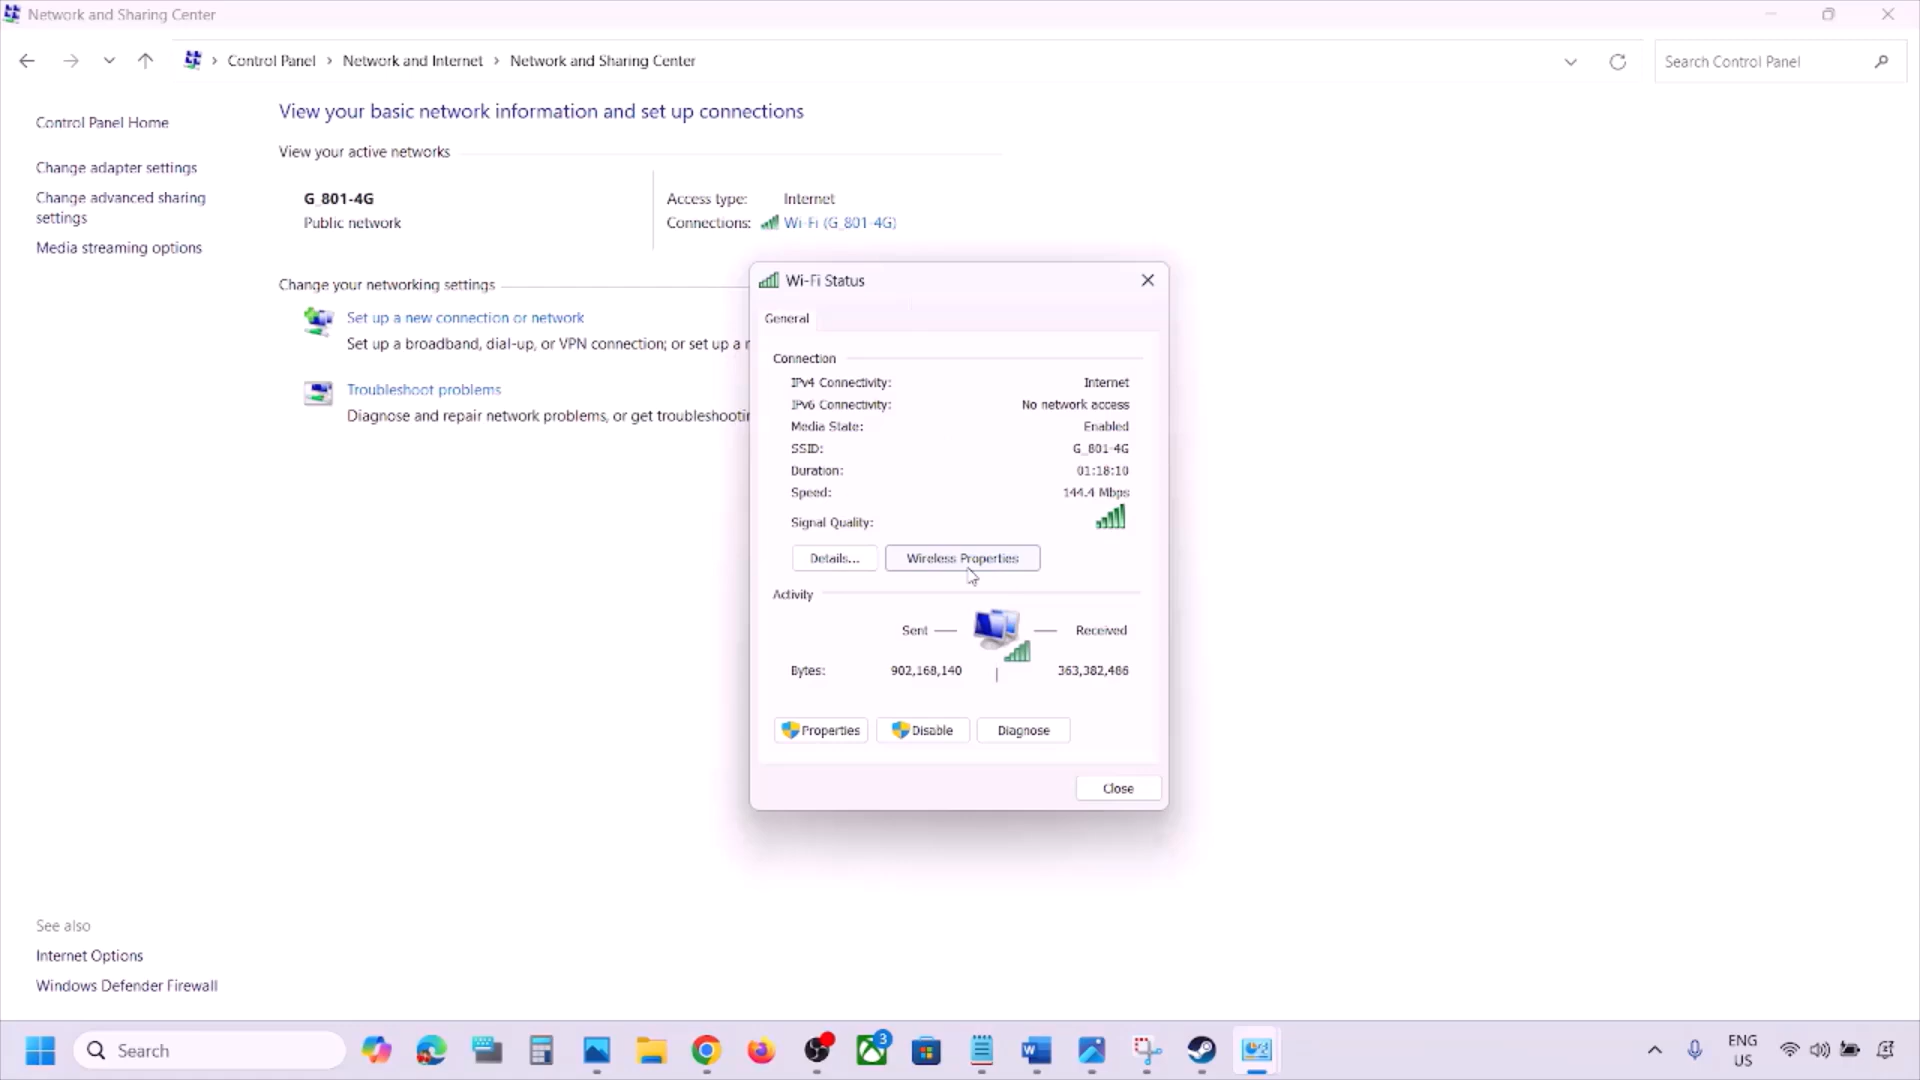 Network and Sharing Center
Control Panel > Network and Internet > Network and Sharing Center
Search Control Panel
Control Panel Home
Change adapter settings
Change advanced sharing
settings
Media streaming options
View your basic network information and set up connections
View your active networks
G_801-4G
Public network
Access type: Internet
Connections: Wi-Fi (G_801-4G)
Change your networking settings
Set up a new connection or network
Set up a broadband, dial-up, or VPN connection; or set up a
Troubleshoot problems
Diagnose and repair network problems, or get
Wi-Fi Status
General
Connection
IPv4 Connectivity: Internet
IPv6 Connectivity: No network access
Media State: Enabled
SSID: G_801-4G
Duration: 01:18:10
Speed: 144.4 Mbps
Signal Quality:
Details...
Wireless Properties
Activity
Sent — — Received
Bytes: 902,168,140 | 363,382,486
Properties
Disable
Diagnose
Close
See also
Internet Options
Windows Defender Firewall
Search
3
ENG
US